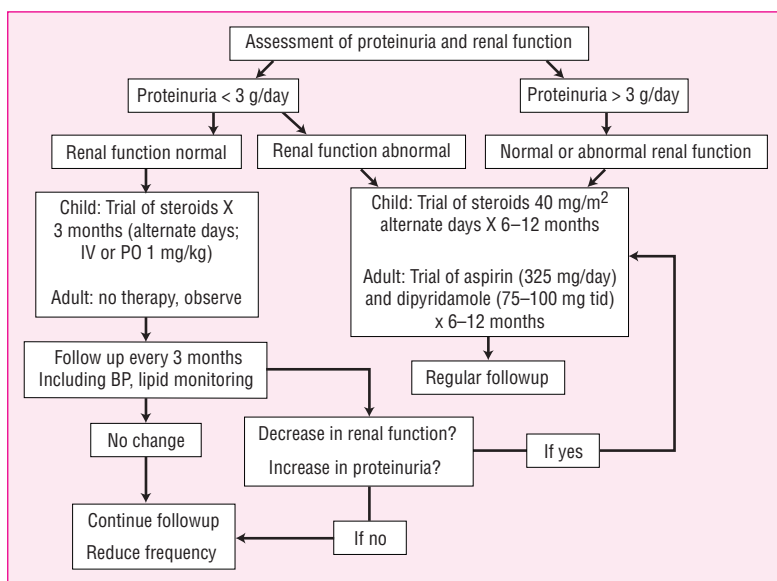 Assessment of proteinuria and renal function
Proteinuria < 3 g/day
Proteinuria > 3 g/day
Renal function normal
Renal function abnormal
Normal or abnormal renal function
Child: Trial of steroids X
3 months (alternate days;
IV or PO 1 mg/kg)
Adult: no therapy, observe
Child: Trial of steroids 40 mg/m²
alternate days X 6–12 months
Adult: Trial of aspirin (325 mg/day)
and dipyridamole (75–100 mg tid)
x 6–12 months
Follow up every 3 months
Including BP, lipid monitoring
Regular followup
No change
Decrease in renal function?
Increase in proteinuria?
If yes
Continue followup
Reduce frequency
If no